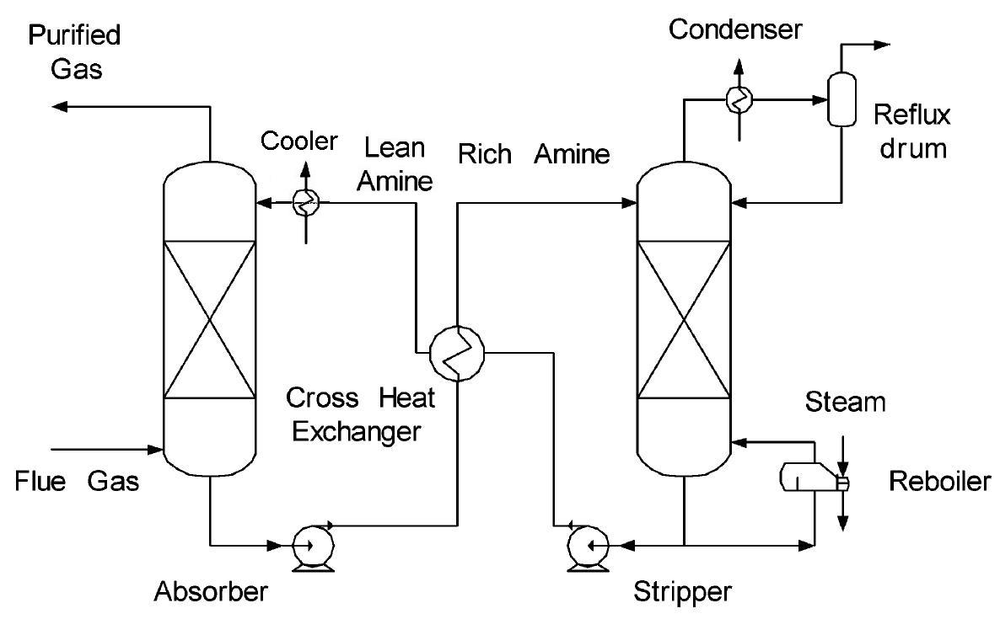 Purified
Gas
Condenser
Reflux
drum
Cooler
Lean
Amine
Rich Amine
Cross Heat
Exchanger
Steam
Flue Gas
Reboiler
Absorber
Stripper